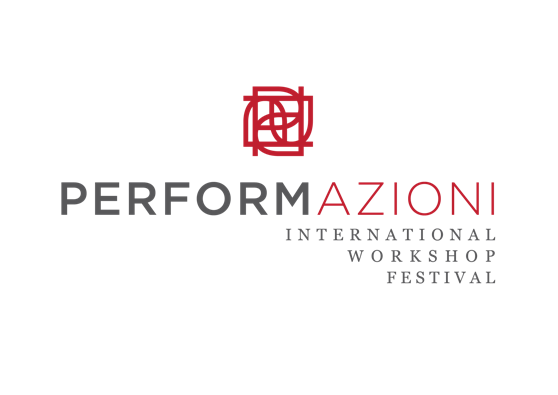 PERFORMAZIONI
INTERNATIONAL
WORKSHOP
FESTIVAL